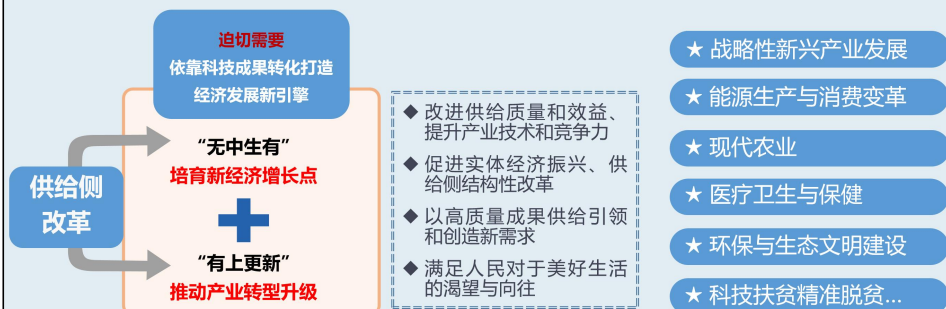 迫切需要
依靠科技成果转化打造
经济发展新引擎
供给侧
改革
“无中生有”
培育新经济增长点
“有上更新”
推动产业转型升级
◆ 改进供给质量和效益、
提升产业技术和竞争力
◆ 促进实体经济振兴、供
给侧结构性改革
◆ 以高质量成果供给引领
和创造新需求
◆ 满足人民对于美好生活
的渴望与向往
★ 战略性新兴产业发展
★ 能源生产与消费变革
★ 现代农业
★ 医疗卫生与保健
★ 环保与生态文明建设
★ 科技扶贫精准脱贫...